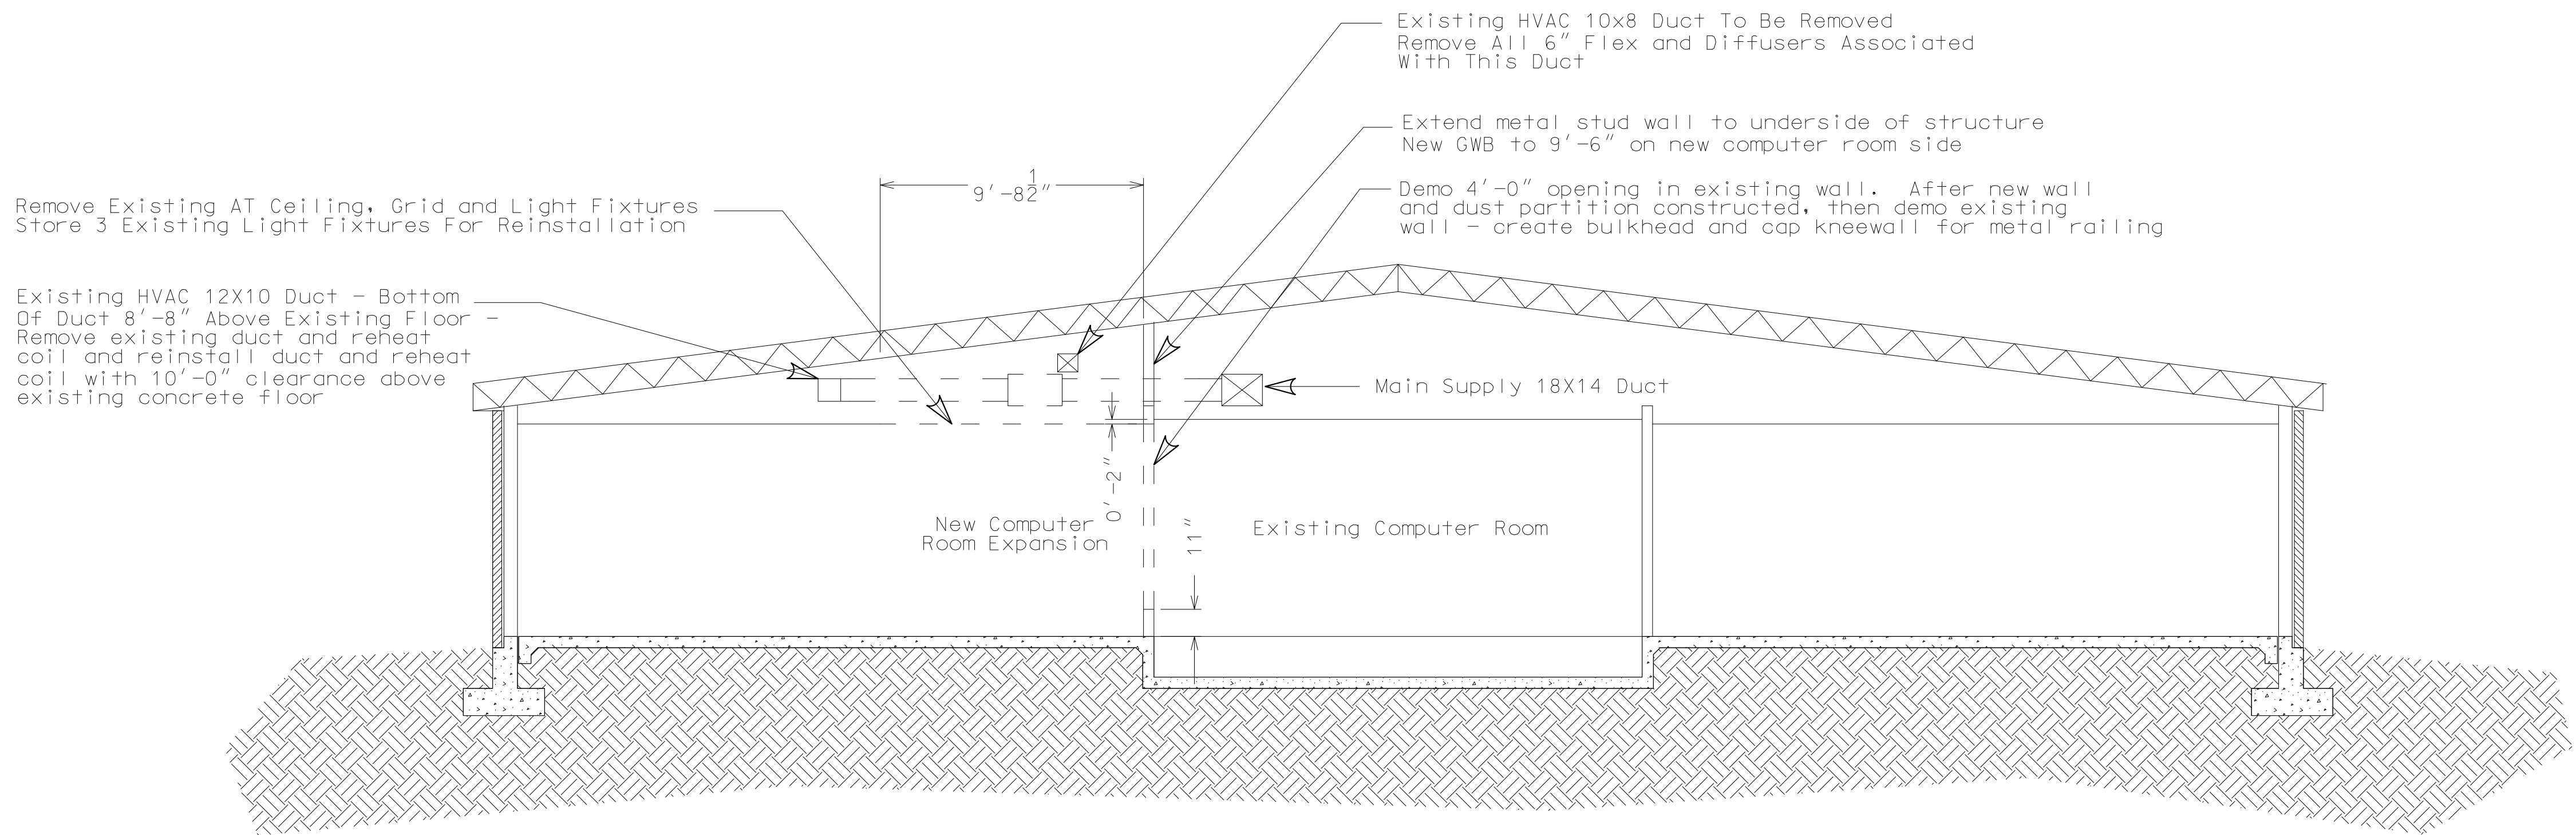 Existing HVAC 10x8 Duct To Be Removed
Remove All 6" Flex and Diffusers Associated
With This Duct
Extend metal stud wall to underside of structure
New GWB to 9'-6" on new computer room side
Demo 4'-0" opening in existing wall. After new wall
and dust partition constructed, then demo existing
wall - create bulkhead and cap kneewall for metal railing
9'-8 1/2"
Remove Existing AT Ceiling, Grid and Light Fixtures
Store 3 Existing Light Fixtures For Reinstallation
Existing HVAC 12X10 Duct - Bottom
Of Duct 8'-8" Above Existing Floor -
Remove existing duct and reheat
coil and reinstall duct and reheat
coil with 10'-0" clearance above
existing concrete floor
Main Supply 18X14 Duct
0'-2"
New Computer
Room Expansion
11"
Existing Computer Room